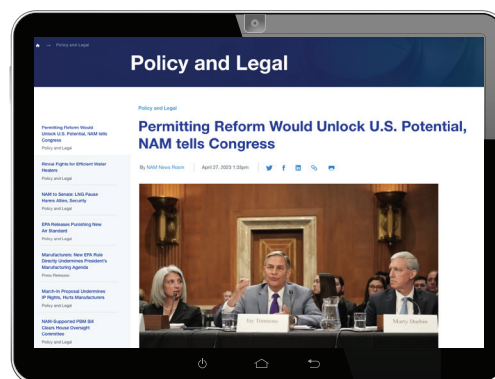 Policy and Legal
Policy and Legal
Policy and Legal
Permitting Reform Would Unlock U.S. Potential,
NAM tells Congress
By NAM News Room
April 27, 2023 1:33pm
Permitting Reform Would
Unlock U.S. Potential, NAM tells
Congress
Policy and Legal
Rinnai Fights for Efficient Water
Heaters
Policy and Legal
NAM to Senate: LNG Pause
Harms Allies, Security
Policy and Legal
EPA Releases Punishing New
Air Standard
Policy and Legal
Manufacturers: New EPA Rule
Directly Undermines President's
Manufacturing Agenda
Press Releases
March-In Proposal Undermines
IP Rights, Hurts Manufacturers
Policy and Legal
NAM-Supported PBM Bill
Clears House Oversight
Committee
Policy and Legal
Jay Timmons
Marty Durbin